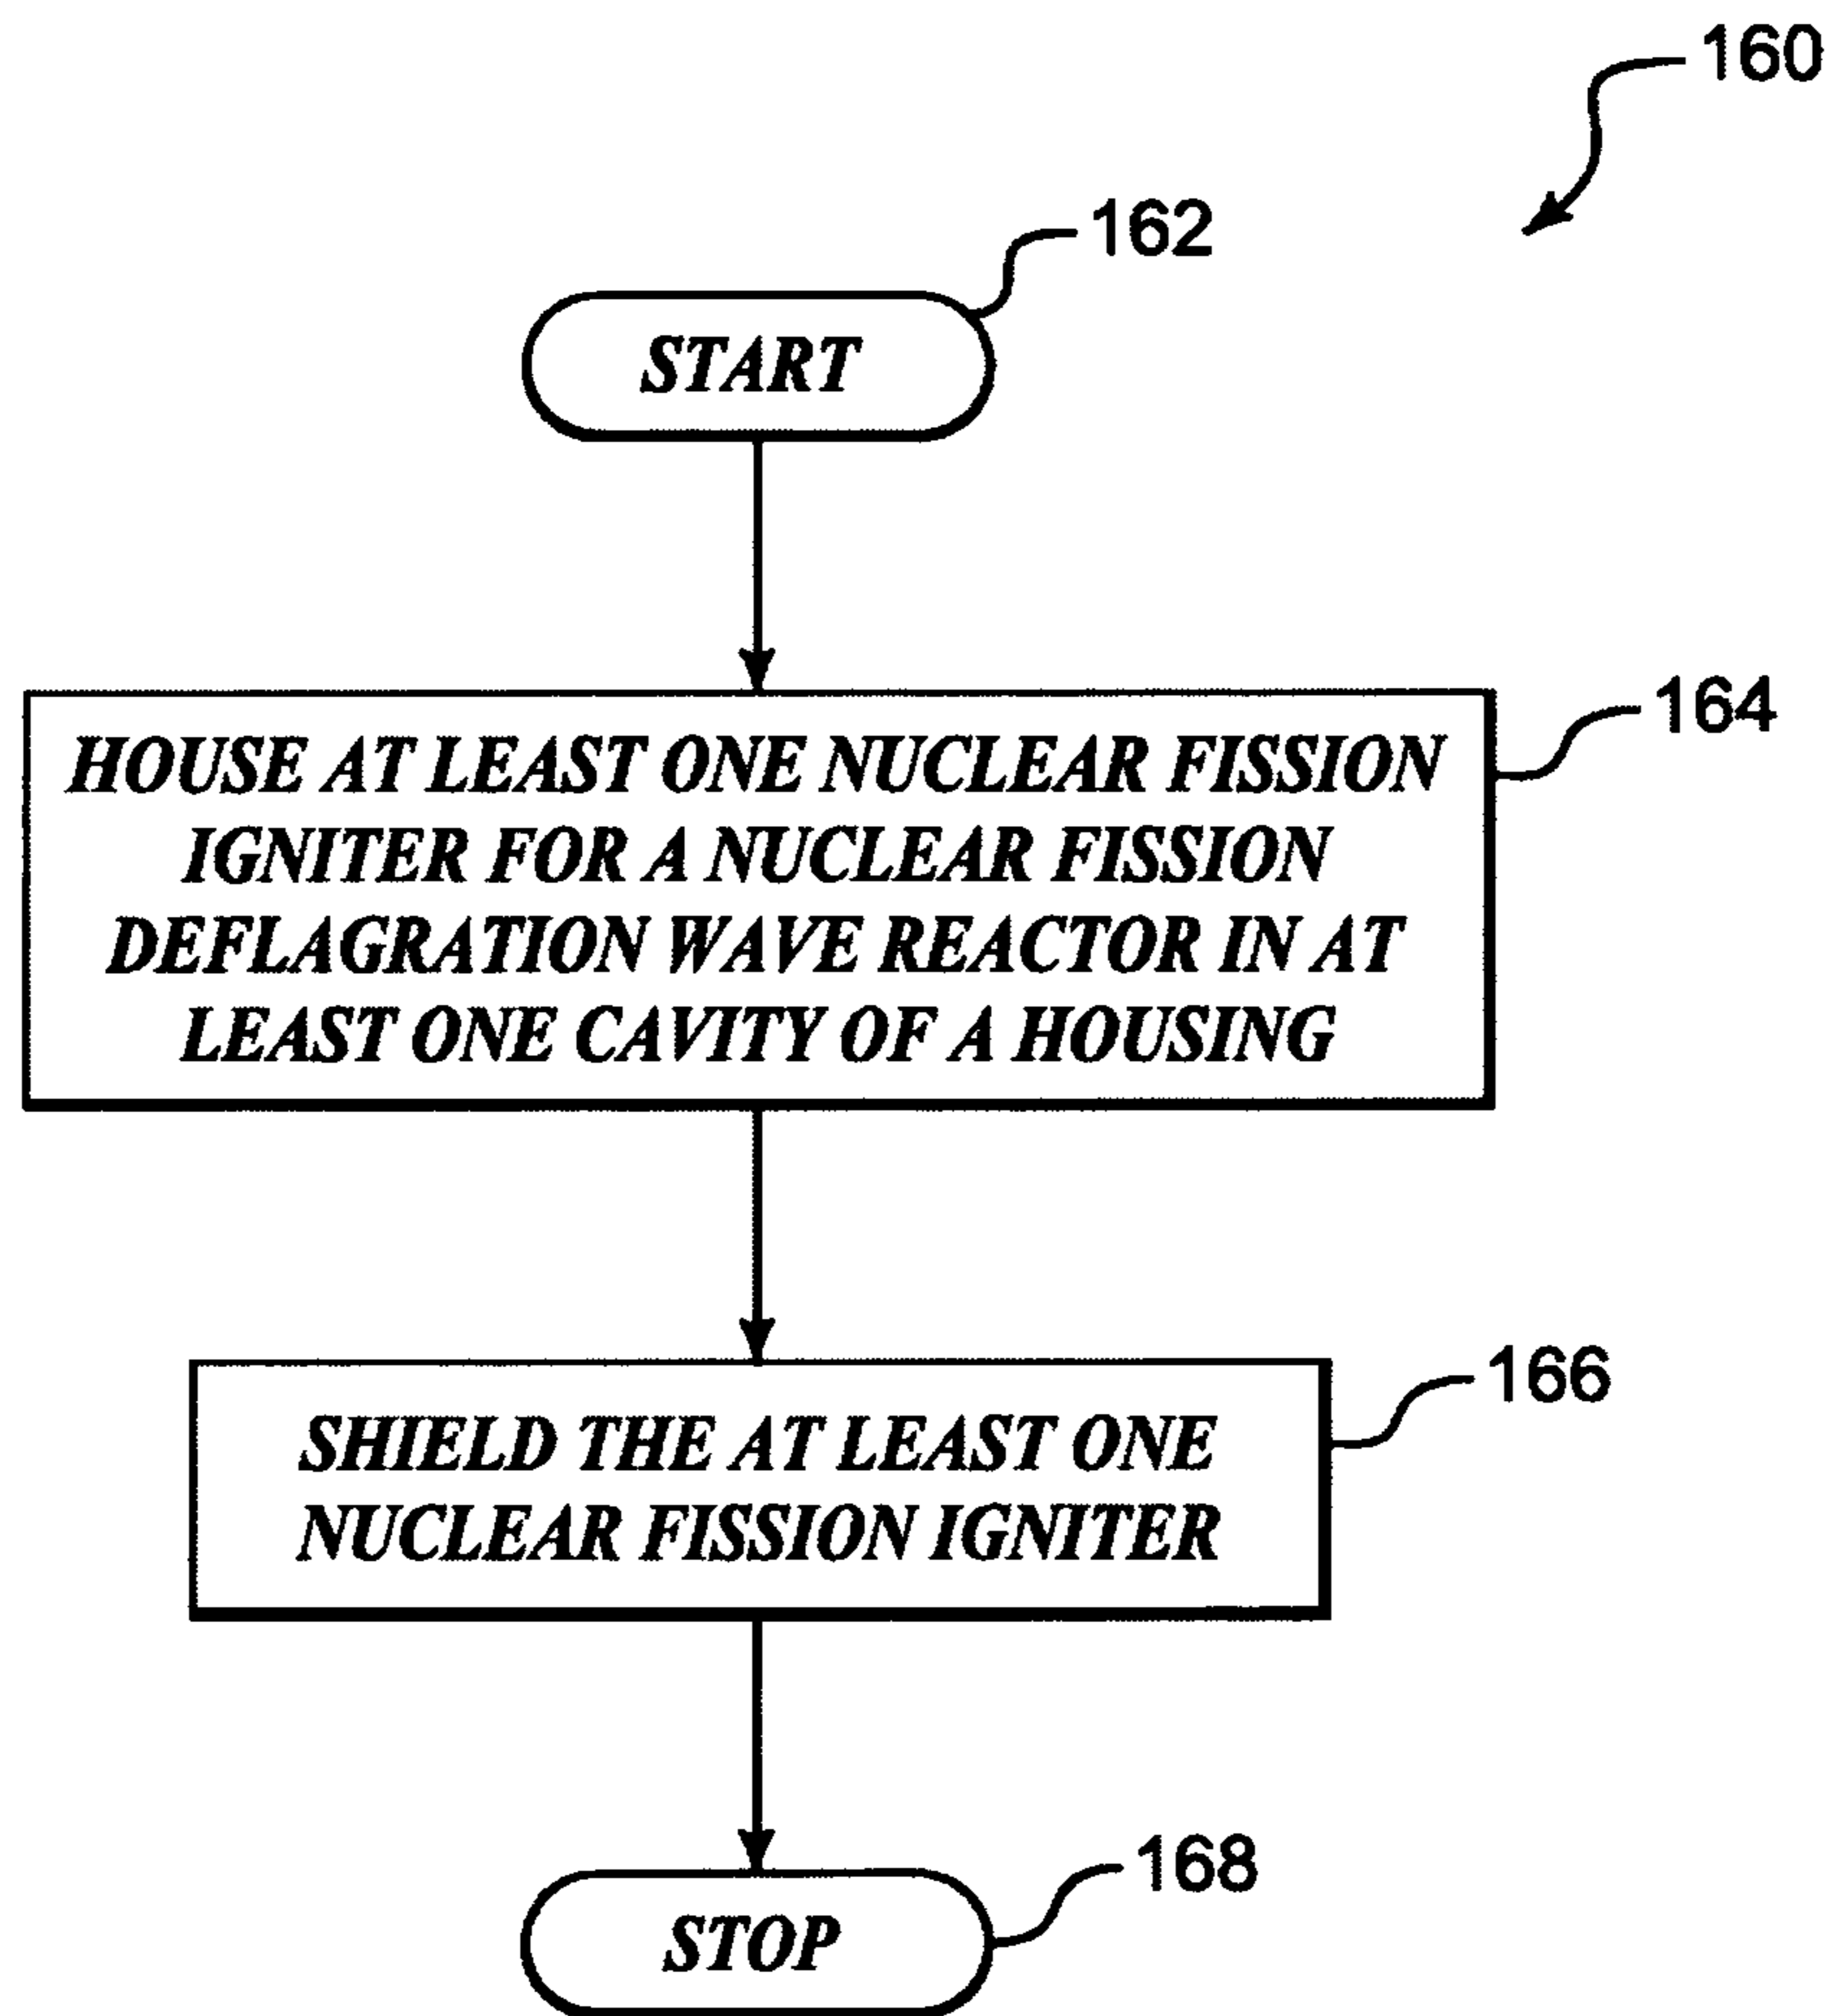 160
162
START
164
HOUSE AT LEAST ONE NUCLEAR FISSION
IGNITER FOR A NUCLEAR FISSION
DEFLAGRATION WAVE REACTOR IN AT
LEAST ONE CAVITY OF A HOUSING
166
SHIELD THE AT LEAST ONE
NUCLEAR FISSION IGNITER
168
STOP